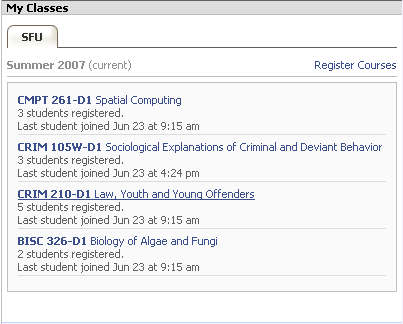 My Classes
SFU
Summer 2007 (current) Register Courses
CMPT 261-D1 Spatial Computing
3 students registered.
Last student joined Jun 23 at 9:15 am
CRIM 105W-D1 Sociological Explanations of Criminal and Deviant Behavior
3 students registered.
Last student joined Jun 23 at 4:24 pm
CRIM 210-D1 Law, Youth and Young Offenders
5 students registered.
Last student joined Jun 23 at 9:15 am
BISC 326-D1 Biology of Algae and Fungi
2 students registered.
Last student joined Jun 23 at 9:15 am